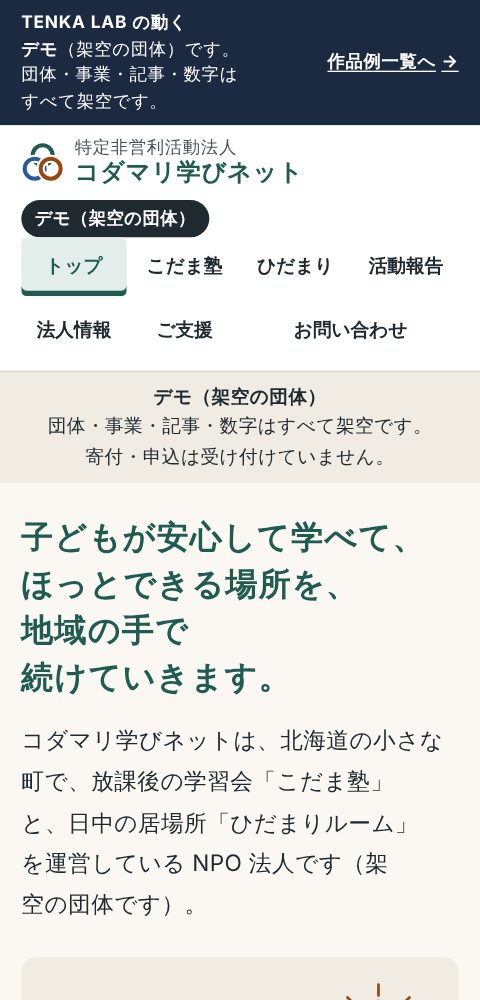 TENKA LAB の動く
デモ（架空の団体）です。
団体・事業・記事・数字は
すべて架空です。
作品例一覧へ →
特定非営利活動法人
コダマリ学びネット
デモ（架空の団体）
トップ こだま塾 ひだまり 活動報告
法人情報 ご支援 お問い合わせ
デモ（架空の団体）
団体・事業・記事・数字はすべて架空です。
寄付・申込は受け付けていません。
子どもが安心して学べて、
ほっとできる場所を、
地域の手で
続けていきます。
コダマリ学びネットは、北海道の小さな
町で、放課後の学習会「こだま塾」
と、日中の居場所「ひだまりルーム」
を運営している NPO 法人です（架
空の団体です）。